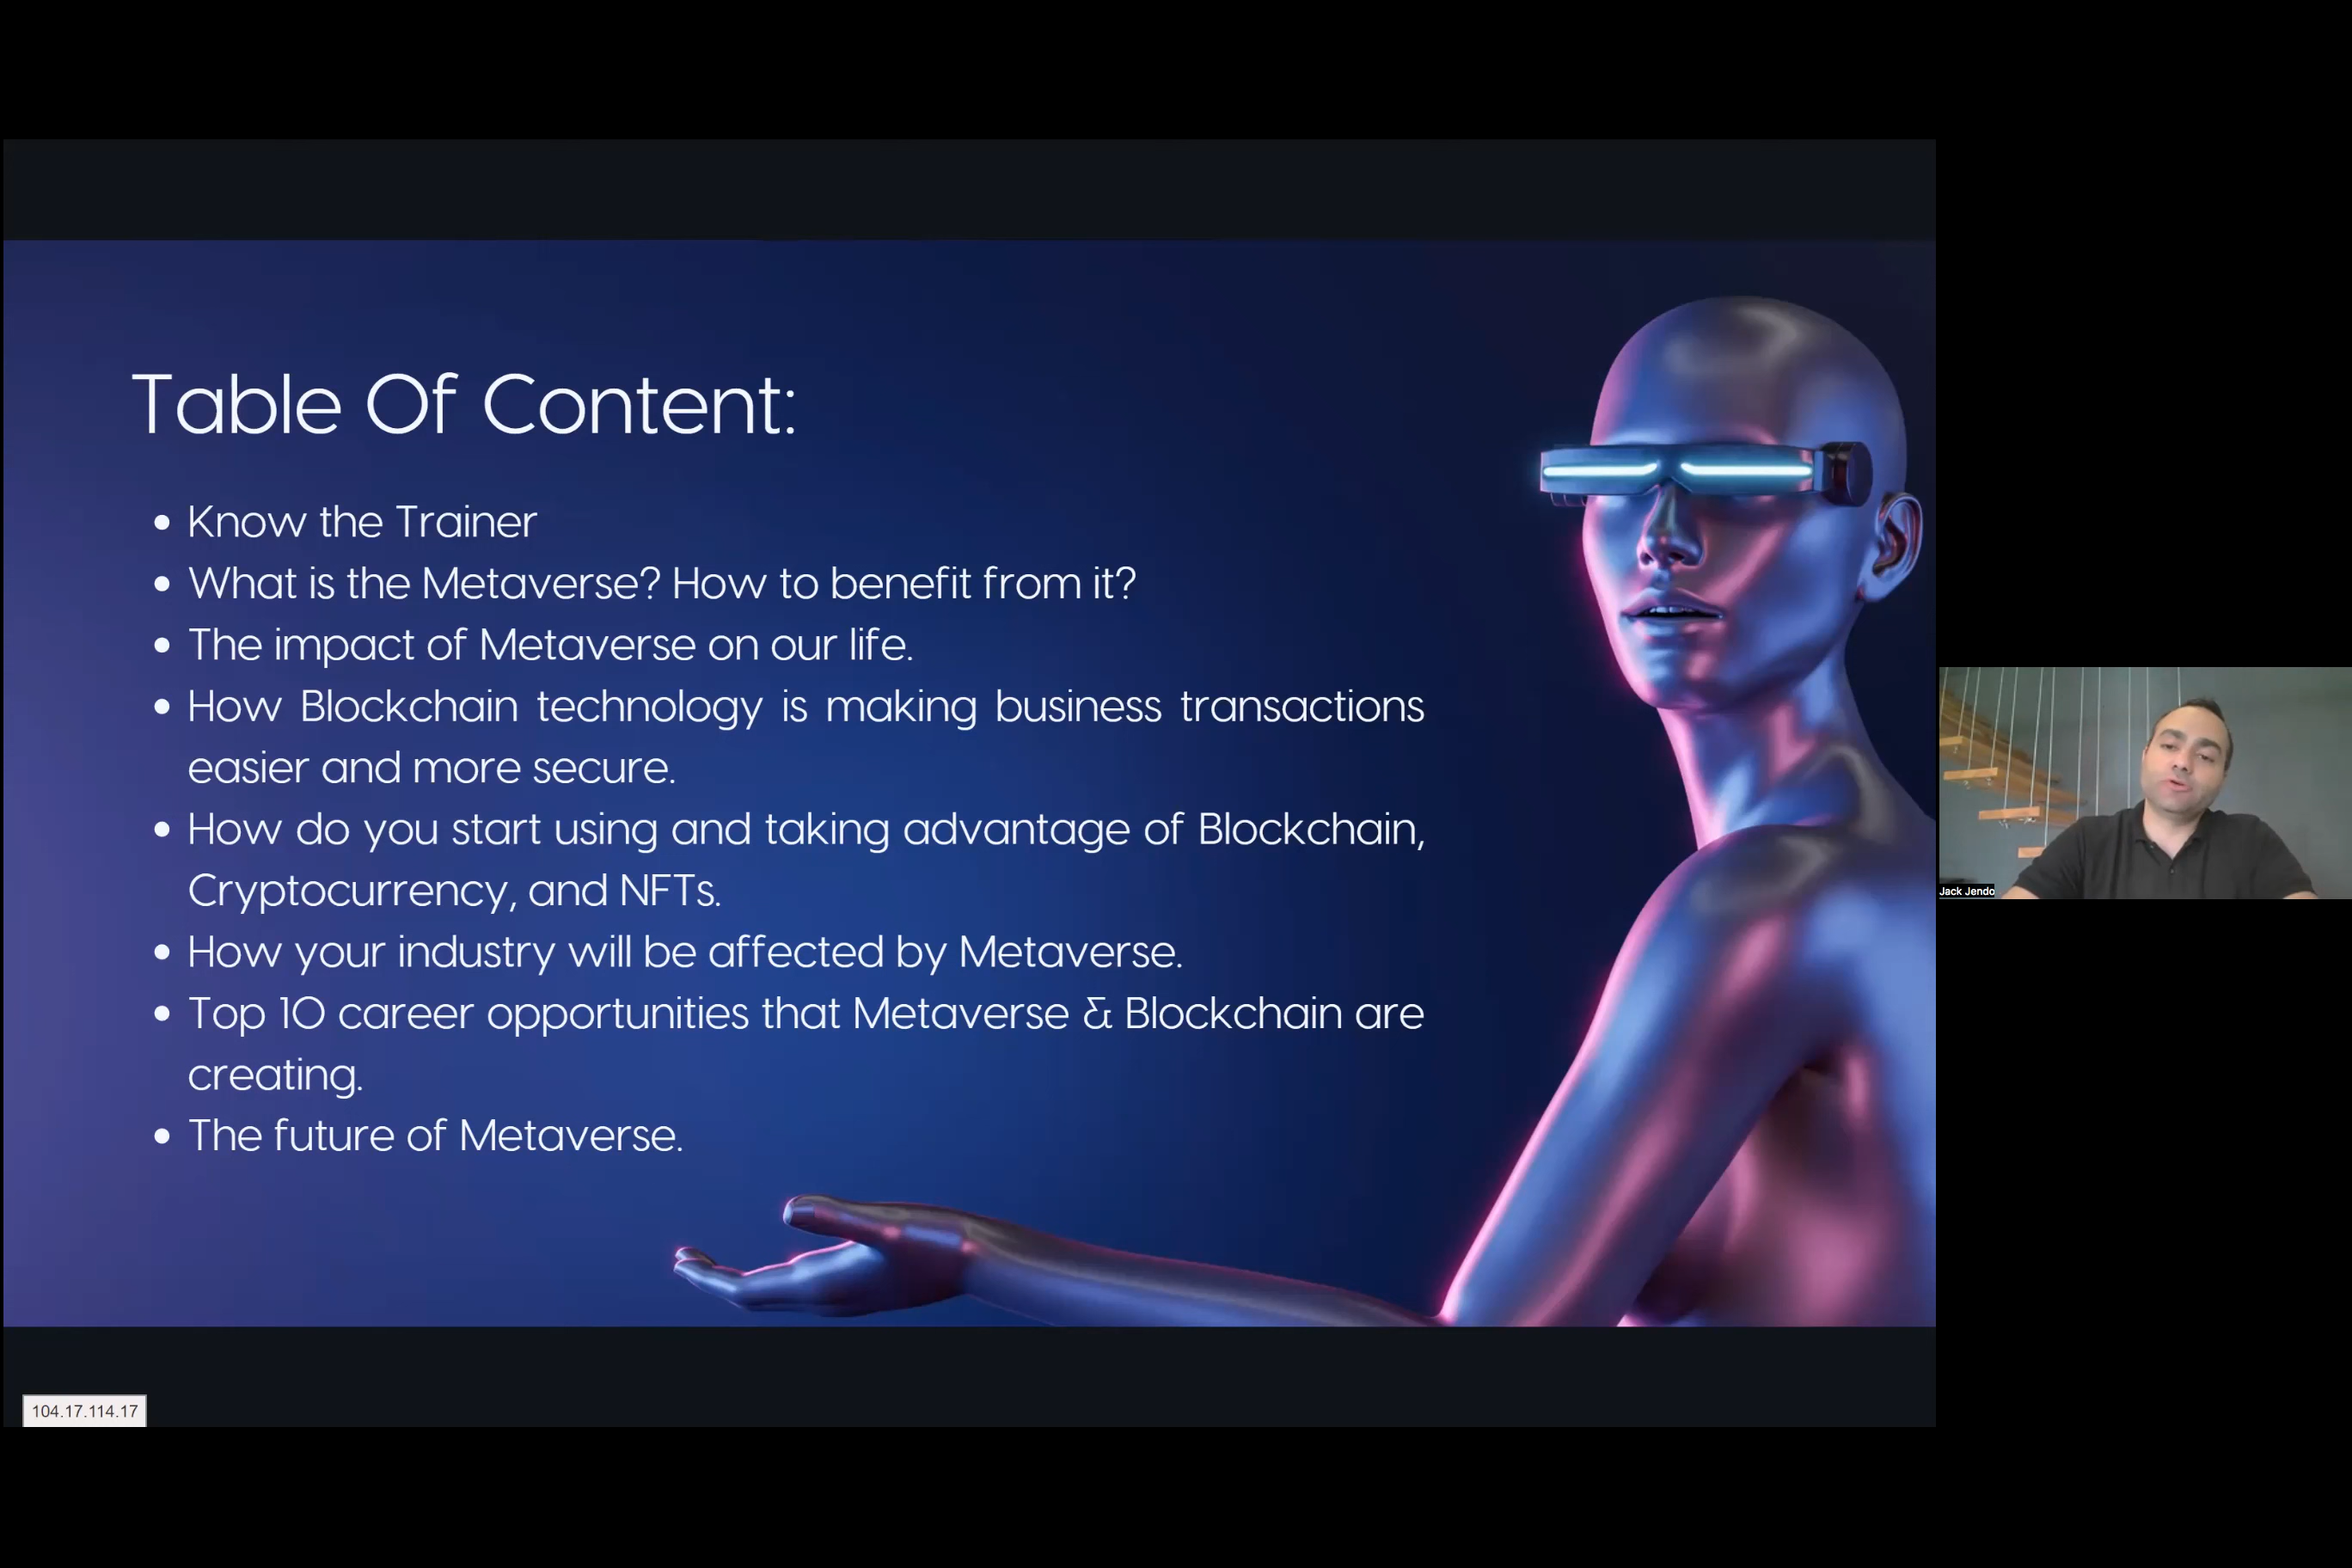 Table Of Content:
• Know the Trainer
• What is the Metaverse? How to benefit from it?
• The impact of Metaverse on our life.
• How Blockchain technology is making business transactions
easier and more secure.
• How do you start using and taking advantage of Blockchain,
Cryptocurrency, and NFTs.
• How your industry will be affected by Metaverse.
• Top 10 career opportunities that Metaverse & Blockchain are
creating.
• The future of Metaverse.
Jack Jendo
104.17.114.17